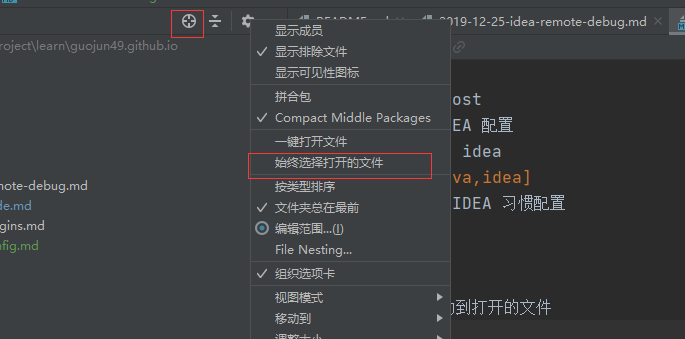 2019-12-25-idea-remote-debug.md
project\learn\guojun49.github.io
显示成员
显示排除文件
显示可见性图标
拼合包
Compact Middle Packages
一键打开文件
始终选择打开的文件
按类型排序
文件夹总在最前
编辑范围...(I)
File Nesting...
组织选项卡
视图模式
移动到
ost
EA 配置
idea
va,idea]
IDEA 习惯配置
到打开的文件
mote-debug.md
de.md
gins.md
nfig.md